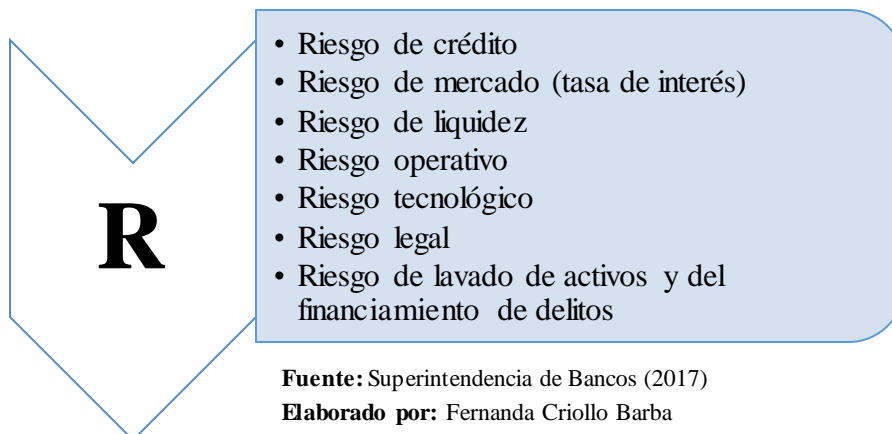 R
• Riesgo de crédito
• Riesgo de mercado (tasa de interés)
• Riesgo de liquidez
• Riesgo operativo
• Riesgo tecnológico
• Riesgo legal
• Riesgo de lavado de activos y del
financiamiento de delitos
Fuente: Superintendencia de Bancos (2017)
Elaborado por: Fernanda Criollo Barba